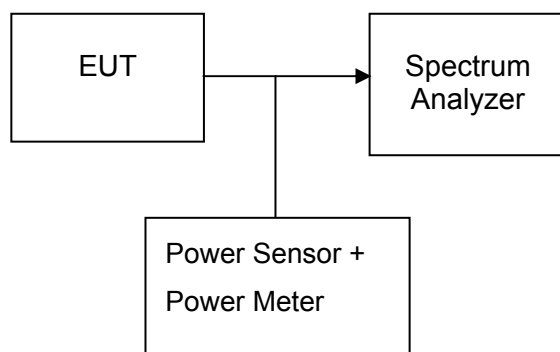 EUT
Spectrum
Analyzer
Power Sensor +
Power Meter